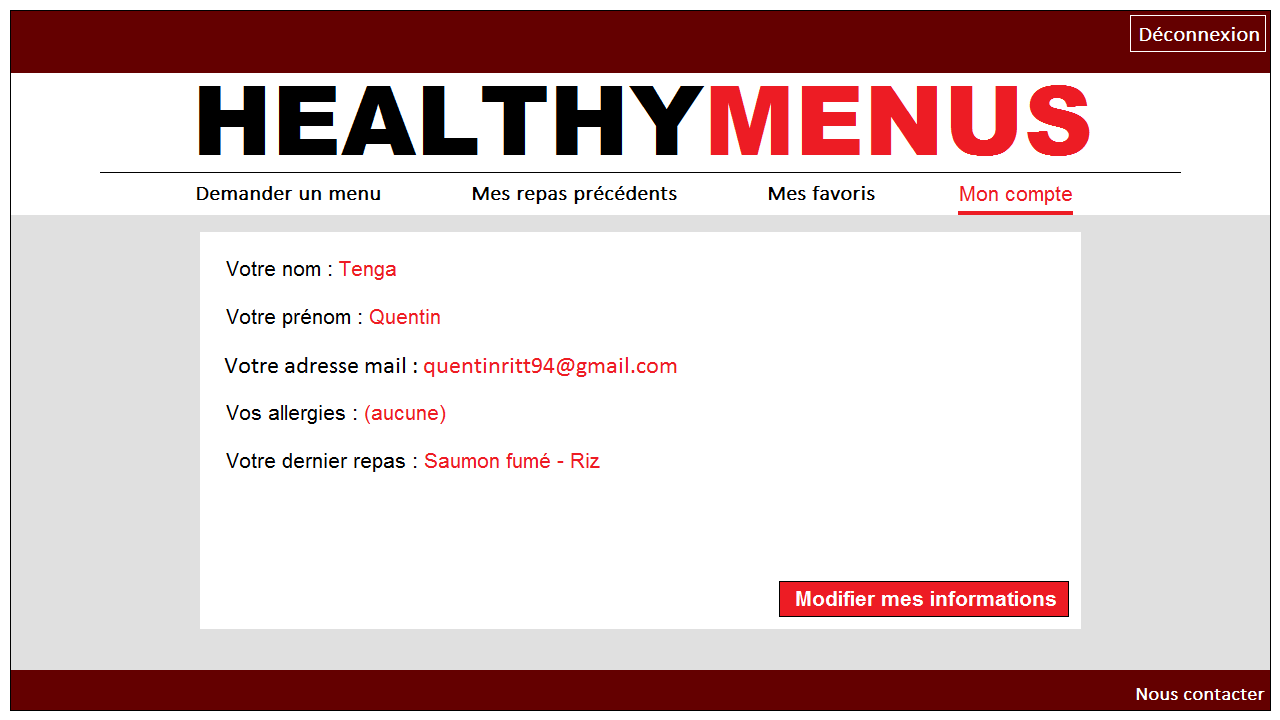 Déconnexion
HEALTHYMENUS
Demander un menu Mes repas précédents Mes favoris Mon compte
Votre nom : Tenga
Votre prénom : Quentin
Votre adresse mail : quentinritt94@gmail.com
Vos allergies : (aucune)
Votre dernier repas : Saumon fumé - Riz
Modifier mes informations
Nous contacter